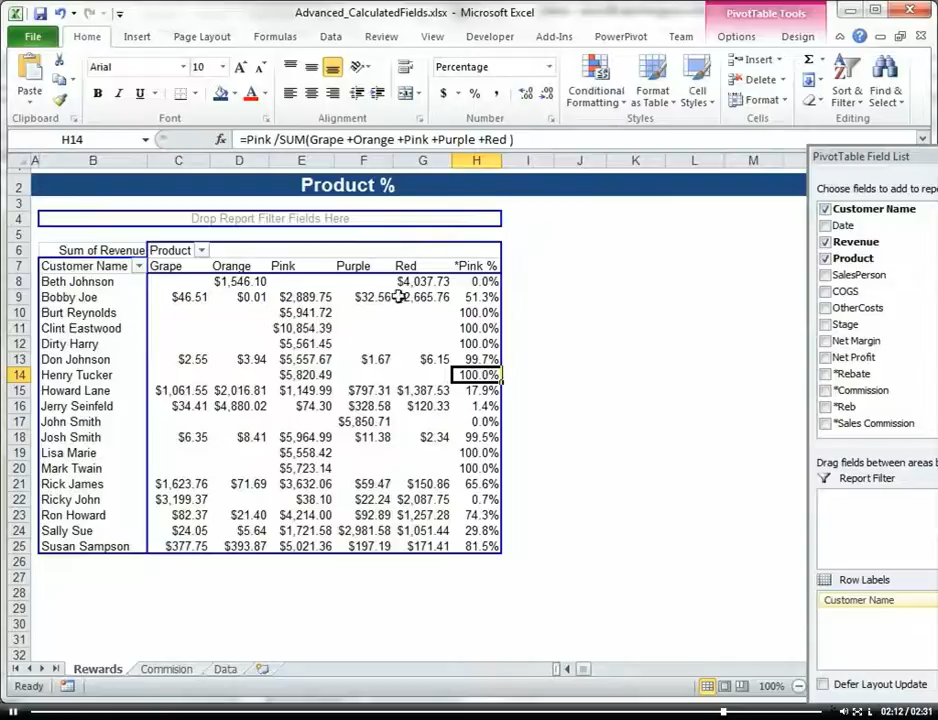 Advanced_CalculatedFields.xlsx - Microsoft Excel
PivotTable Tools
File Home Insert Page Layout Formulas Data Review View Developer Add-Ins PowerPivot Team Options Design
Arial 10 Percentage
Paste
B I U
$ % ,
Conditional Formatting Format as Table Cell Styles
Insert
Delete
Format
Sort & Filter Find & Select
Clipboard Font Alignment Number Styles Cells Editing
H14 fx =Pink /SUM(Grape +Orange +Pink +Purple +Red )
A B C D E F G H I J K L M
2 Product %
3
4 Drop Report Filter Fields Here
5
6 Sum of Revenue Product
7 Customer Name Grape Orange Pink Purple Red *Pink %
8 Beth Johnson $1,546.10 $4,037.73 0.0%
9 Bobby Joe $46.51 $0.01 $2,889.75 $32.56 51.3%
10 Burt Reynolds $5,941.72 100.0%
11 Clint Eastwood $10,854.39 100.0%
12 Dirty Harry $5,561.45 100.0%
13 Don Johnson $2.55 $3.94 $5,557.67 $1.67 $6.15 99.7%
14 Henry Tucker $5,820.49 100.0%
15 Howard Lane $1,061.55 $2,016.81 $1,149.99 $797.31 $1,387.53 17.9%
16 Jerry Seinfeld $34.41 $4,880.02 $74.30 $328.58 $120.33 1.4%
17 John Smith $5,850.71 0.0%
18 Josh Smith $6.35 $8.41 $5,964.99 $11.38 $2.34 99.5%
19 Lisa Marie $5,558.42 100.0%
20 Mark Twain $5,723.14 100.0%
21 Rick James $1,623.76 $71.69 $3,632.06 $59.47 $150.86 65.6%
22 Ricky John $3,199.37 $38.10 $22.24 $2,087.75 0.7%
23 Ron Howard $82.37 $21.40 $4,214.00 $92.89 $1,257.28 74.3%
24 Sally Sue $24.05 $5.64 $1,721.58 $2,981.58 $1,051.44 29.8%
25 Susan Sampson $377.75 $393.87 $5,021.36 $197.19 $171.41 81.5%
26
27
28
29
30
31
32
PivotTable Field List
Choose fields to add to repe
Customer Name
Date
Revenue
Product
SalesPerson
COGS
OtherCosts
Stage
Net Margin
Net Profit
*Rebate
*Commission
*Reb
*Sales Commission
Drag fields between areas b
Report Filter
Row Labels
Customer Name
Defer Layout Update
Rewards Commision Data
Ready 100%
02:12 / 02:31